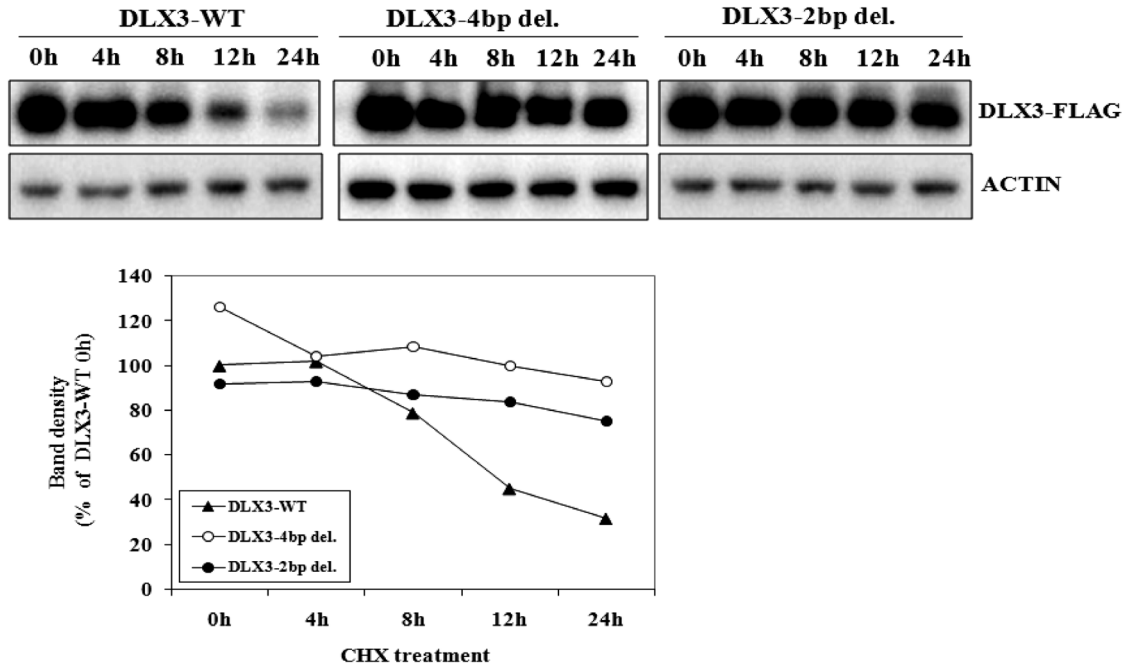 DLX3-WT DLX3-4bp del. DLX3-2bp del.
0h 4h 8h 12h 24h 0h 4h 8h 12h 24h 0h 4h 8h 12h 24h
DLX3-FLAG
ACTIN
140
120
100
80
60
40
20
0
Band density
(% of DLX3-WT 0h)
DLX3-WT
DLX3-4bp del.
DLX3-2bp del.
0h 4h 8h 12h 24h
CHX treatment